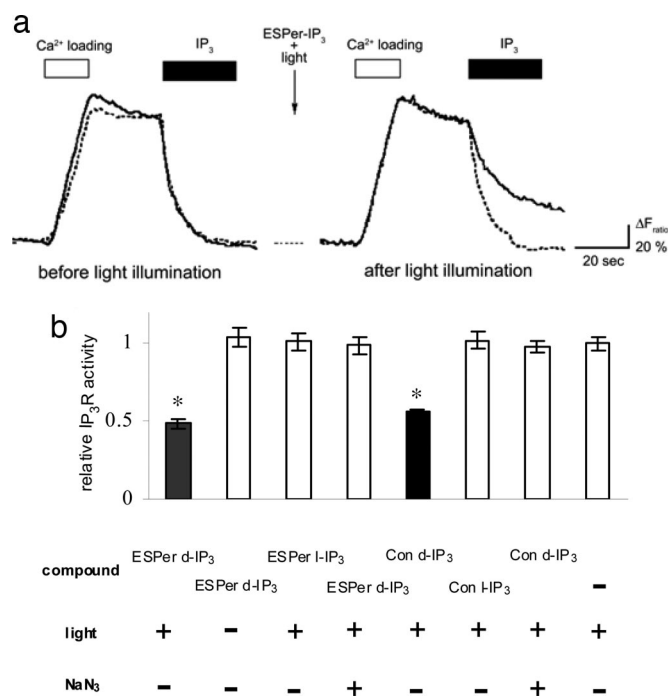 a
Ca²⁺ loading
IP₃
ESPer-IP₃
+
light
Ca²⁺ loading
IP₃
before light illumination
after light illumination
ΔF_ratio
20 %
20 sec
b
relative IP₃R activity
1
0.5
0
* *
compound
ESPer d-IP₃ ESPer l-IP₃ Con d-IP₃ Con d-IP₃
ESPer d-IP₃ ESPer d-IP₃ Con l-IP₃ −
light + − + + + + + +
NaN₃ − − − + − − + −